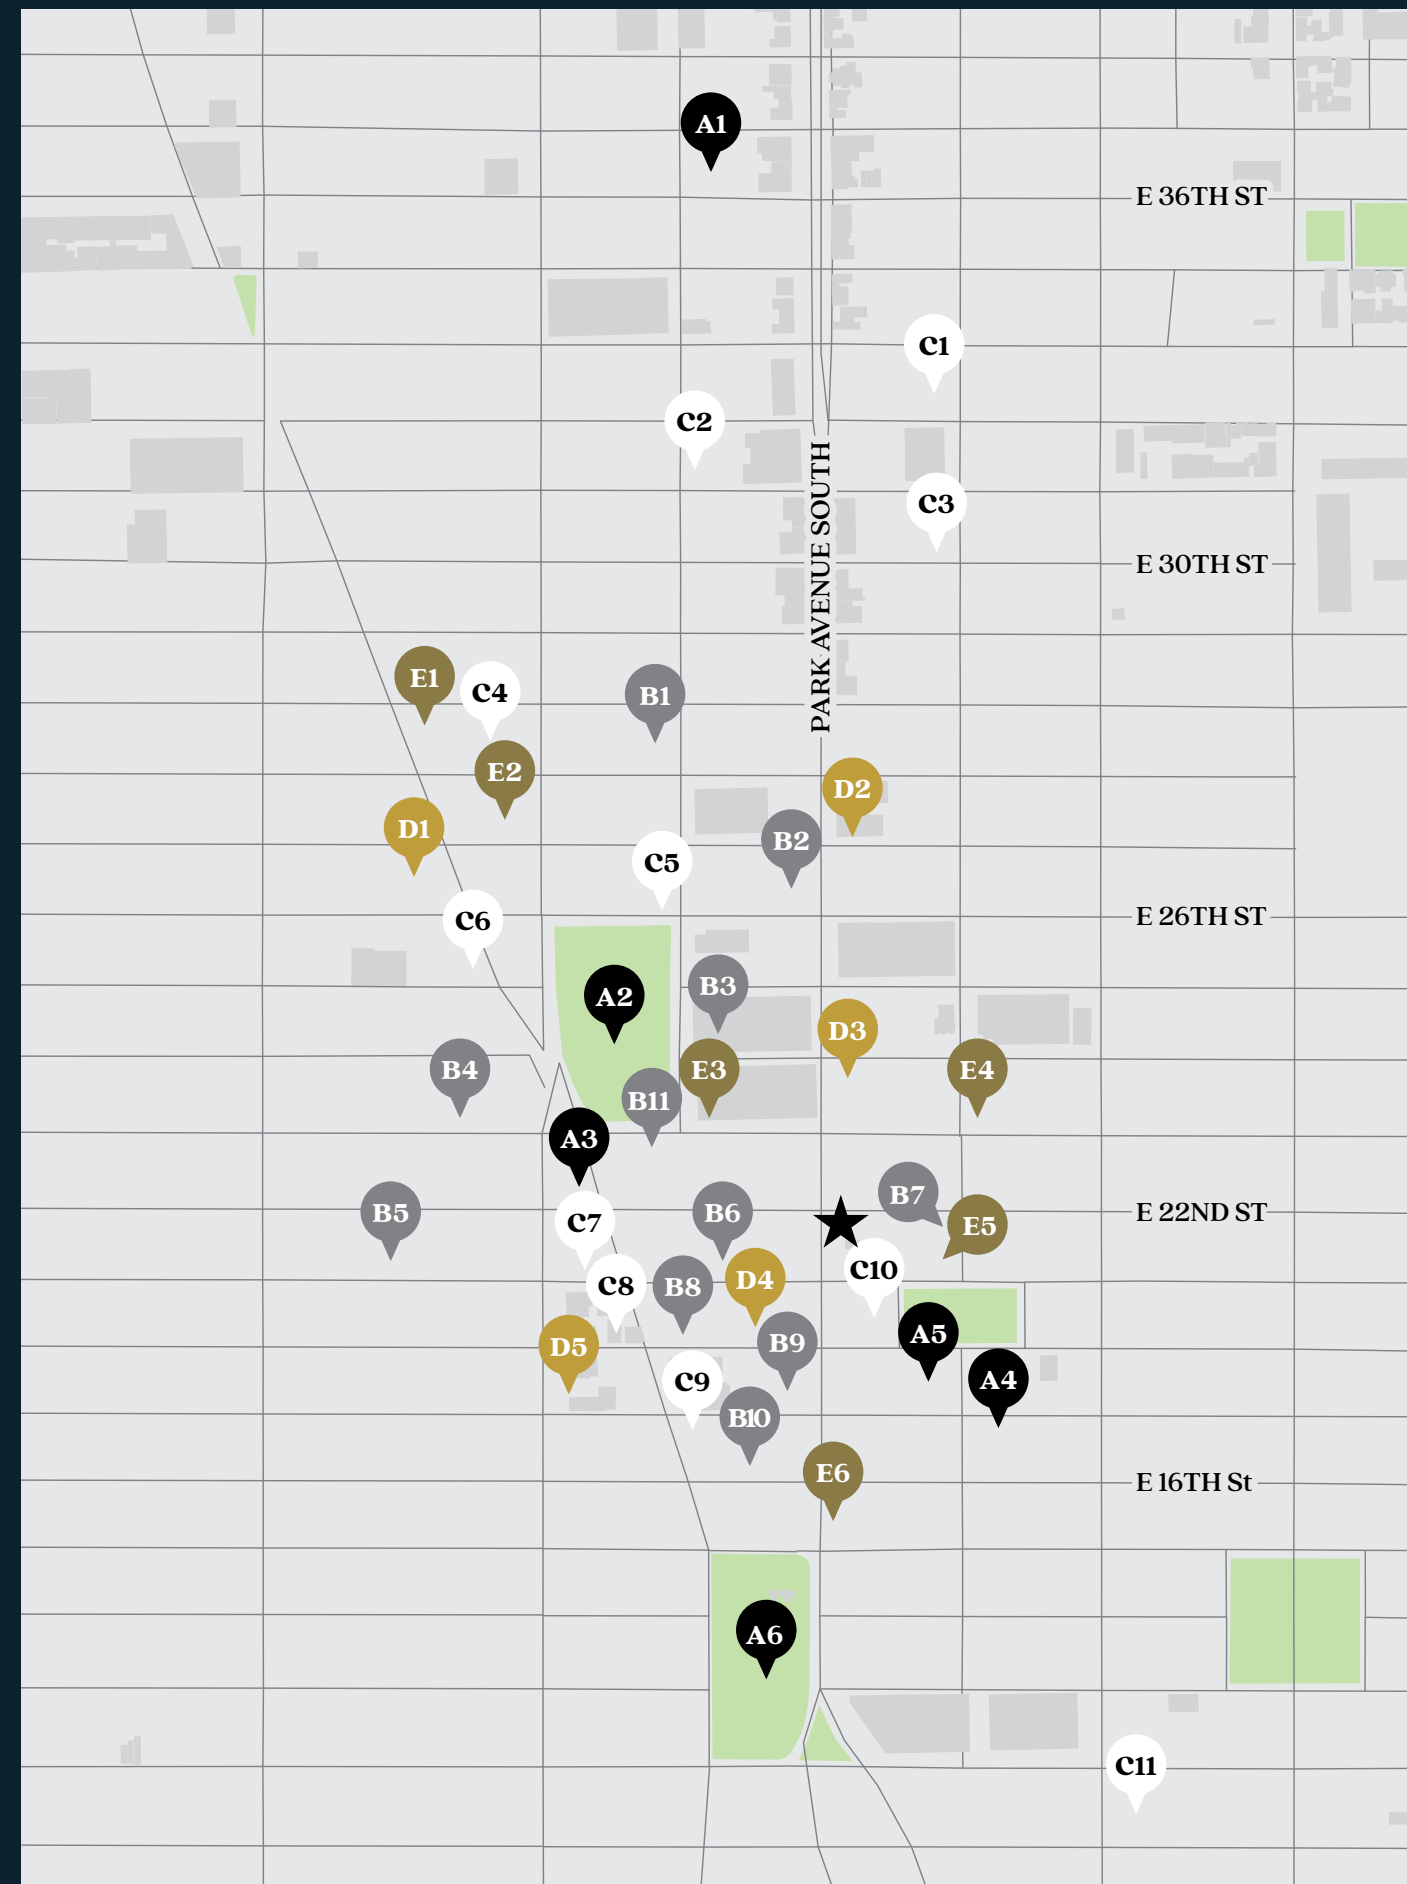 A1
E 36TH ST
C1
C2
PARK AVENUE SOUTH
C3
E 30TH ST
E1
C4
B1
E2
D2
D1
B2
C5
E 26TH ST
C6
B3
A2
D3
B4
E3
E4
B11
A3
B7
B5
C7
B6
E 22ND ST
E5
C10
C8
B8
D4
A5
D5
B9
C9
A4
B10
E6
E 16TH St
A6
C11